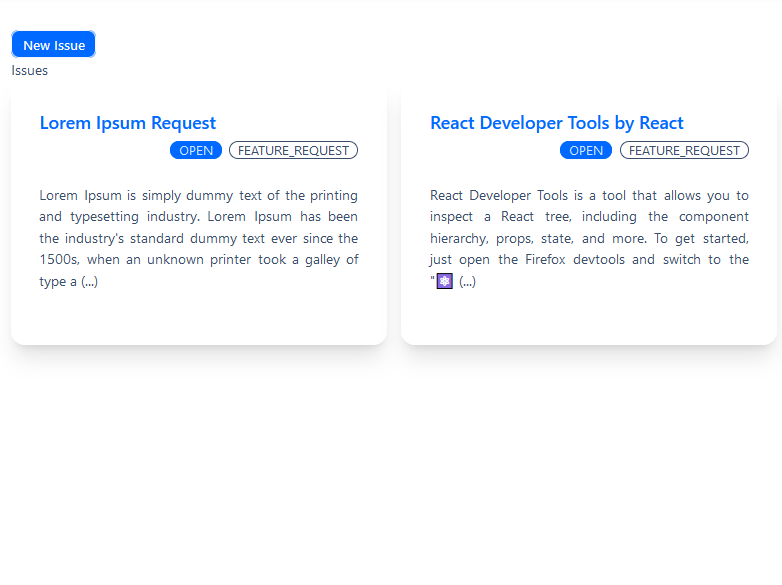 New Issue
Issues
Lorem Ipsum Request
OPEN FEATURE_REQUEST
Lorem Ipsum is simply dummy text of the printing
and typesetting industry. Lorem Ipsum has been
the industry's standard dummy text ever since the
1500s, when an unknown printer took a galley of
type a (...)
React Developer Tools by React
OPEN FEATURE_REQUEST
React Developer Tools is a tool that allows you to
inspect a React tree, including the component
hierarchy, props, state, and more. To get started,
just open the Firefox devtools and switch to the
"⚛️ (...)